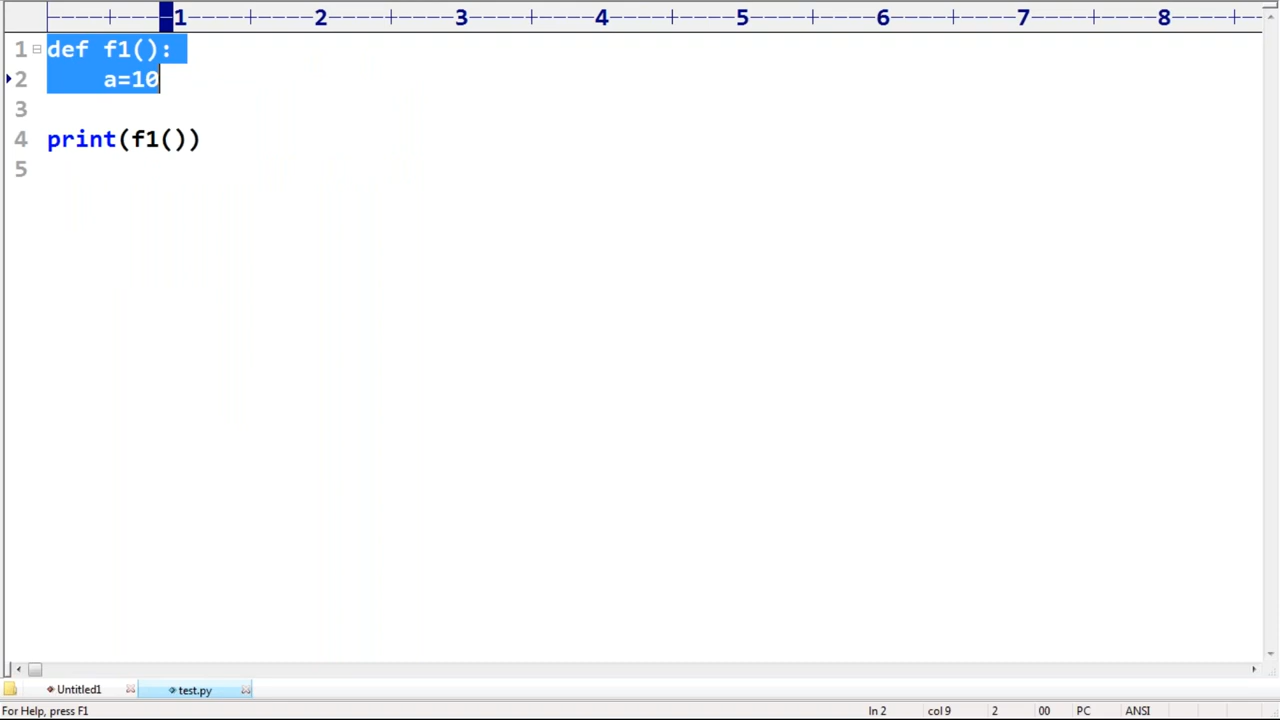 1 2 3 4 5 6 7 8
1 def f1():
2     a=10
3
4 print(f1())
5
Untitled1 test.py
For Help, press F1 ln 2 col 9 2 00 PC ANSI